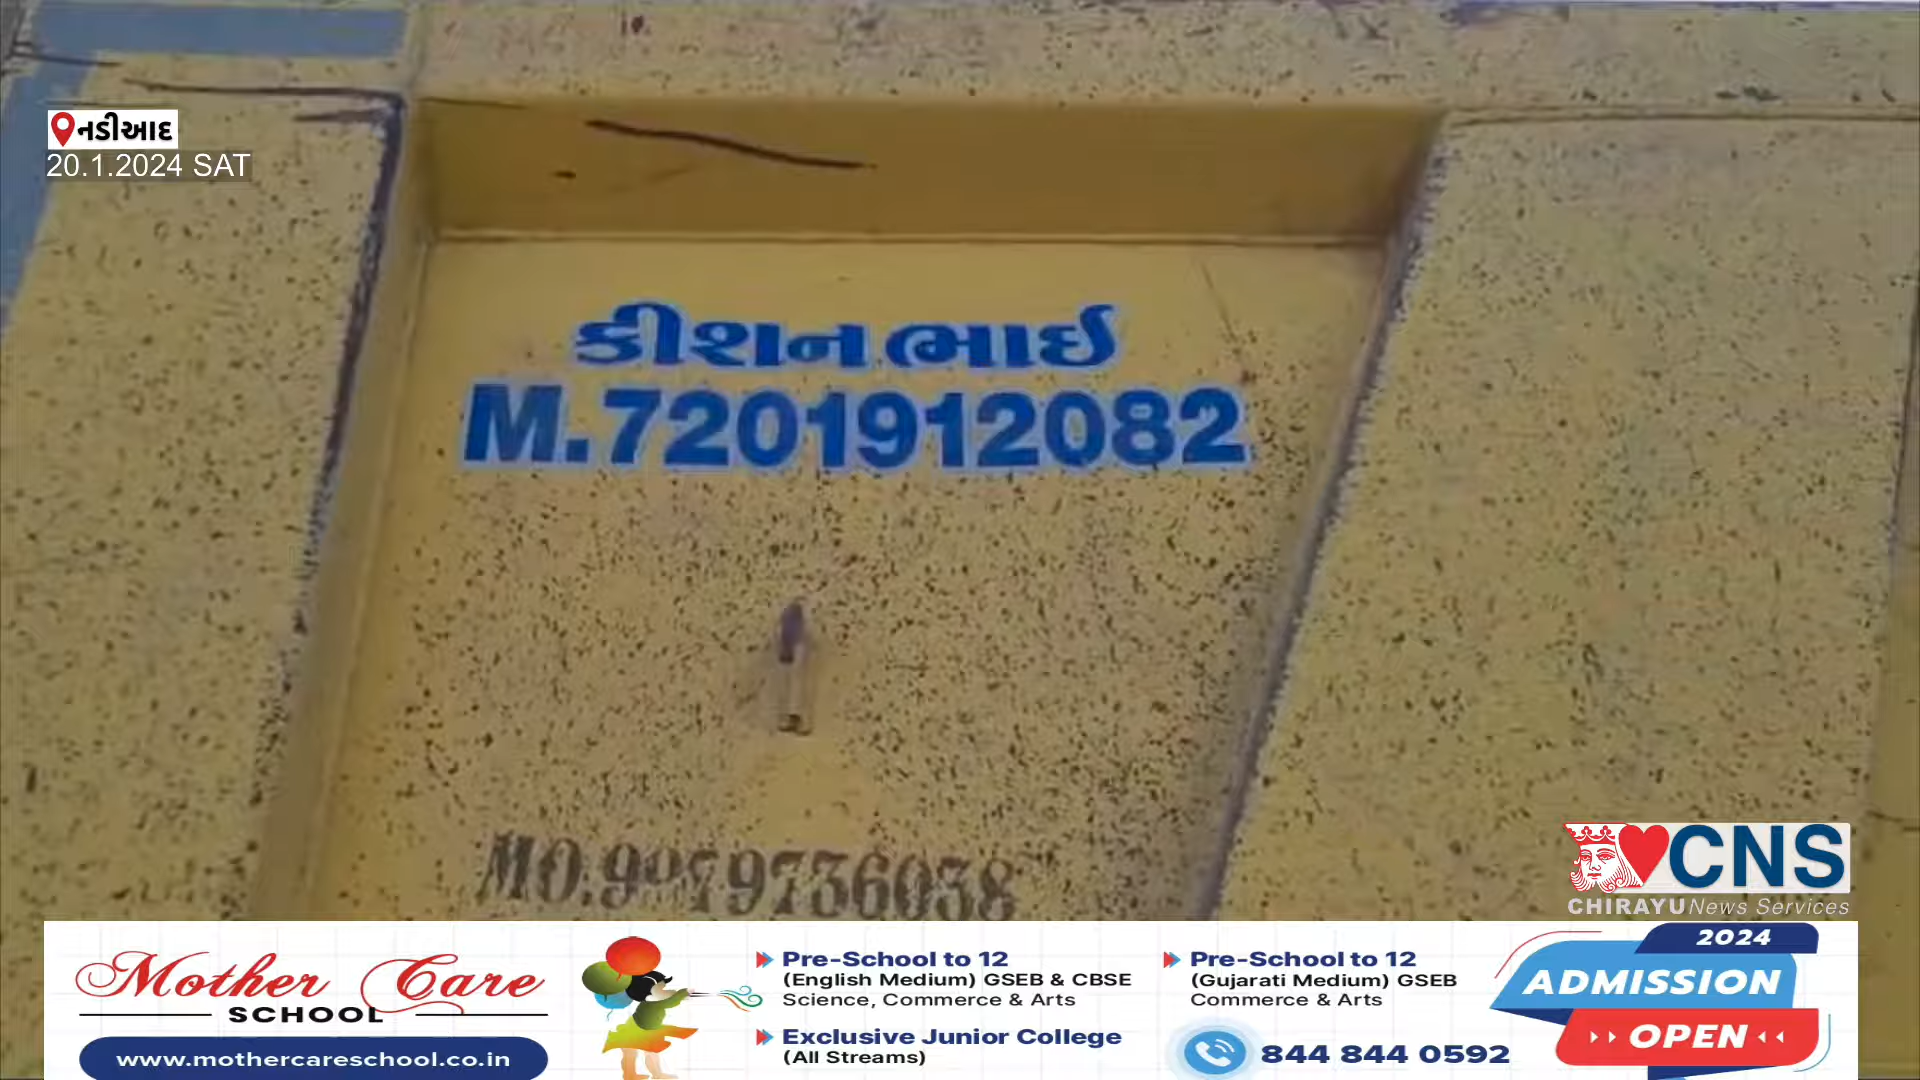 નડીઆદ
20.1.2024 SAT
કીશન ભાઈ
M.7201912082
MO.9979736038
CNS
CHIRAYU News Services
Mother Care
SCHOOL
www.mothercareschool.co.in
Pre-School to 12
(English Medium) GSEB & CBSE
Science, Commerce & Arts
Exclusive Junior College
(All Streams)
Pre-School to 12
(Gujarati Medium) GSEB
Commerce & Arts
844 844 0592
2024
ADMISSION
OPEN